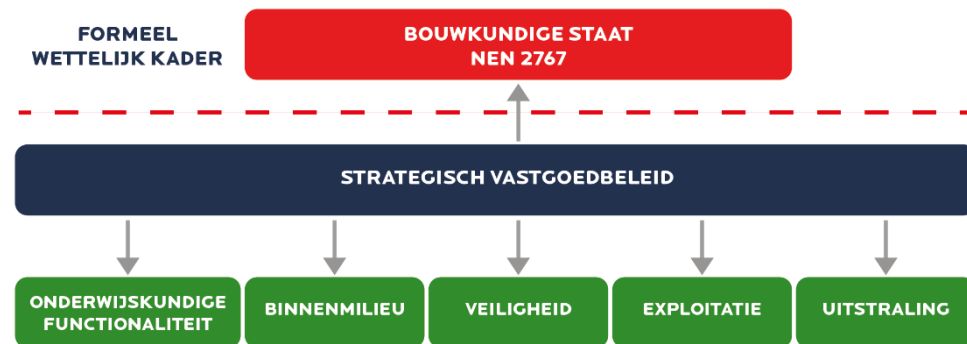 FORMEEL
WETTELIJK KADER
BOUWKUNDIGE STAAT
NEN 2767
STRATEGISCH VASTGOEDBELEID
ONDERWIJSKUNDIGE
FUNCTIONALITEIT
BINNENMILIEU
VEILIGHEID
EXPLOITATIE
UITSTRALING